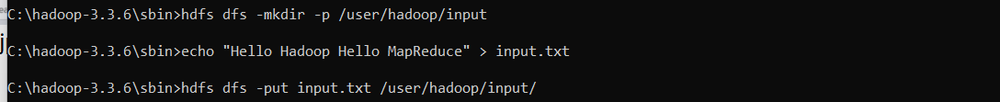 C:\hadoop-3.3.6\sbin>hdfs dfs -mkdir -p /user/hadoop/input
C:\hadoop-3.3.6\sbin>echo "Hello Hadoop Hello MapReduce" > input.txt
C:\hadoop-3.3.6\sbin>hdfs dfs -put input.txt /user/hadoop/input/